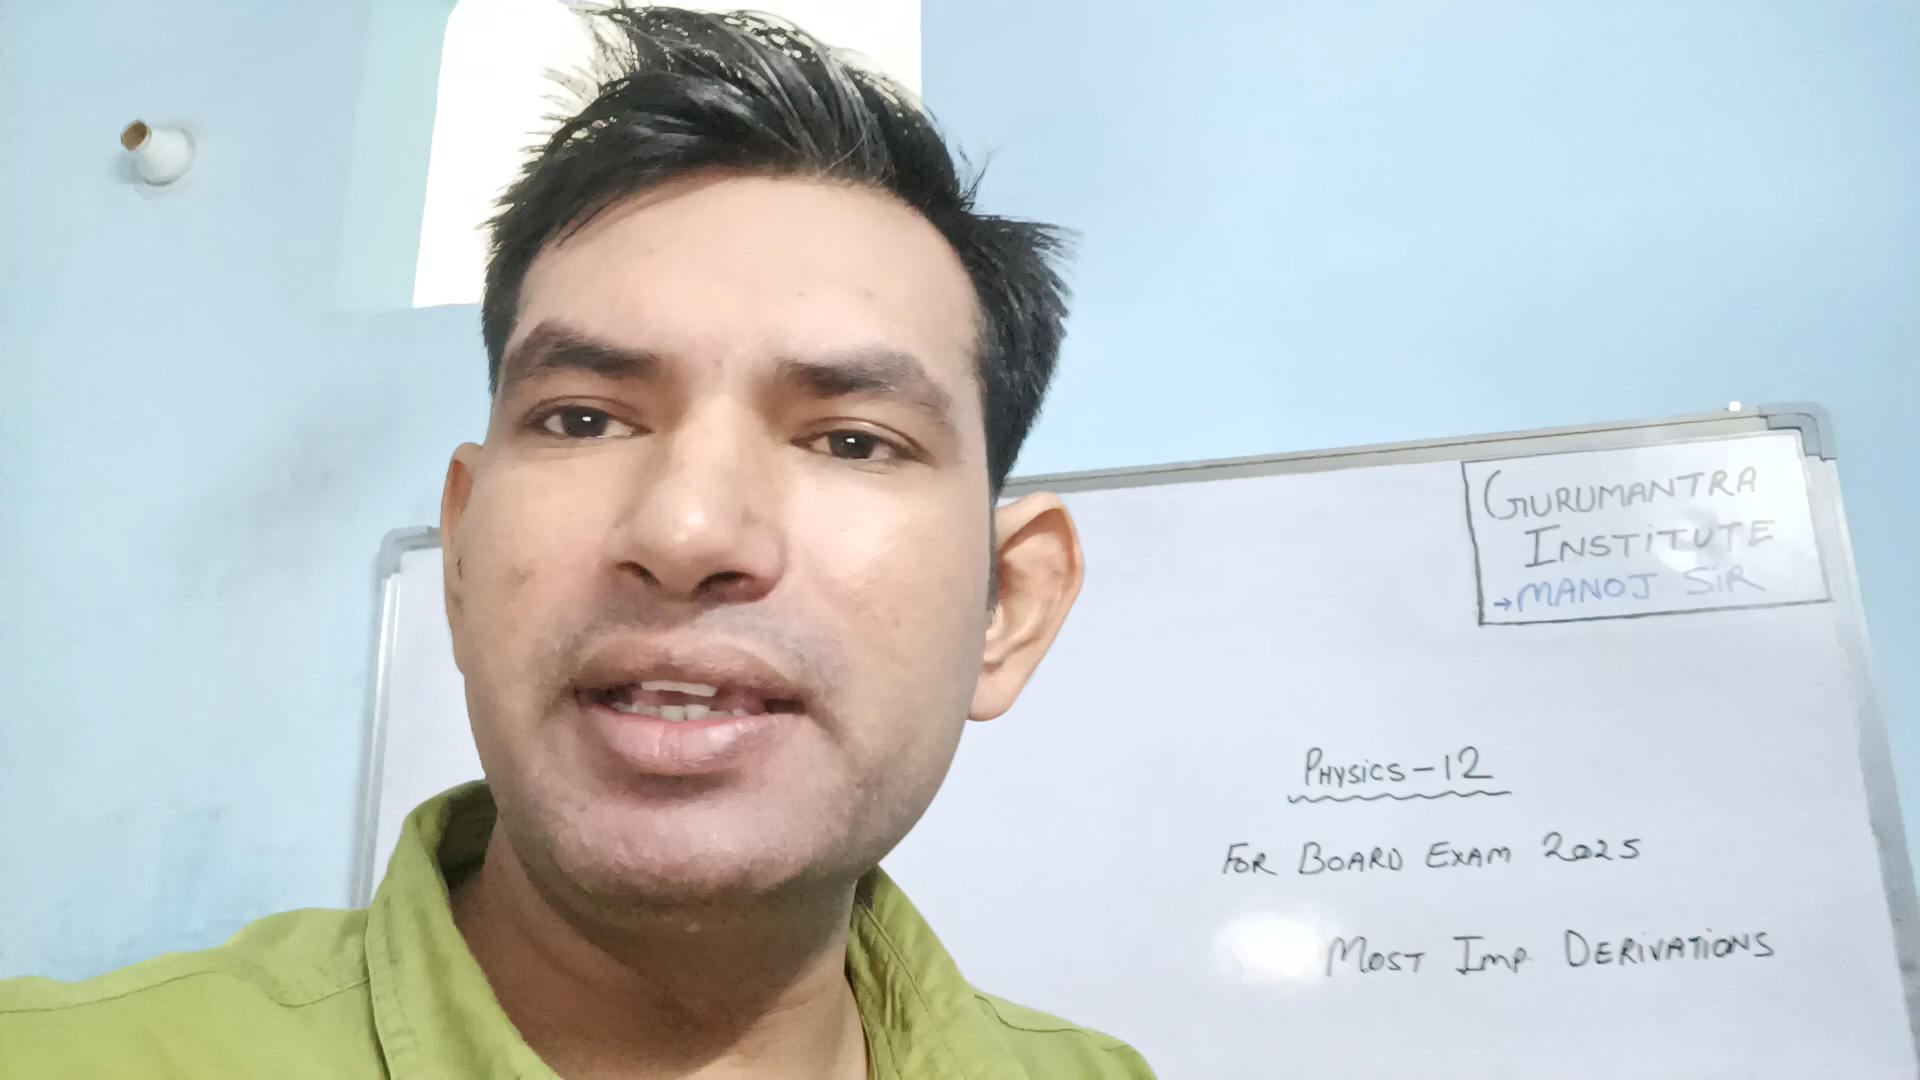 GURUMANTRA
INSTITUTE
→MANOJ SIR
PHYSICS-12
FOR BOARD EXAM 2025
MOST IMP. DERIVATIONS